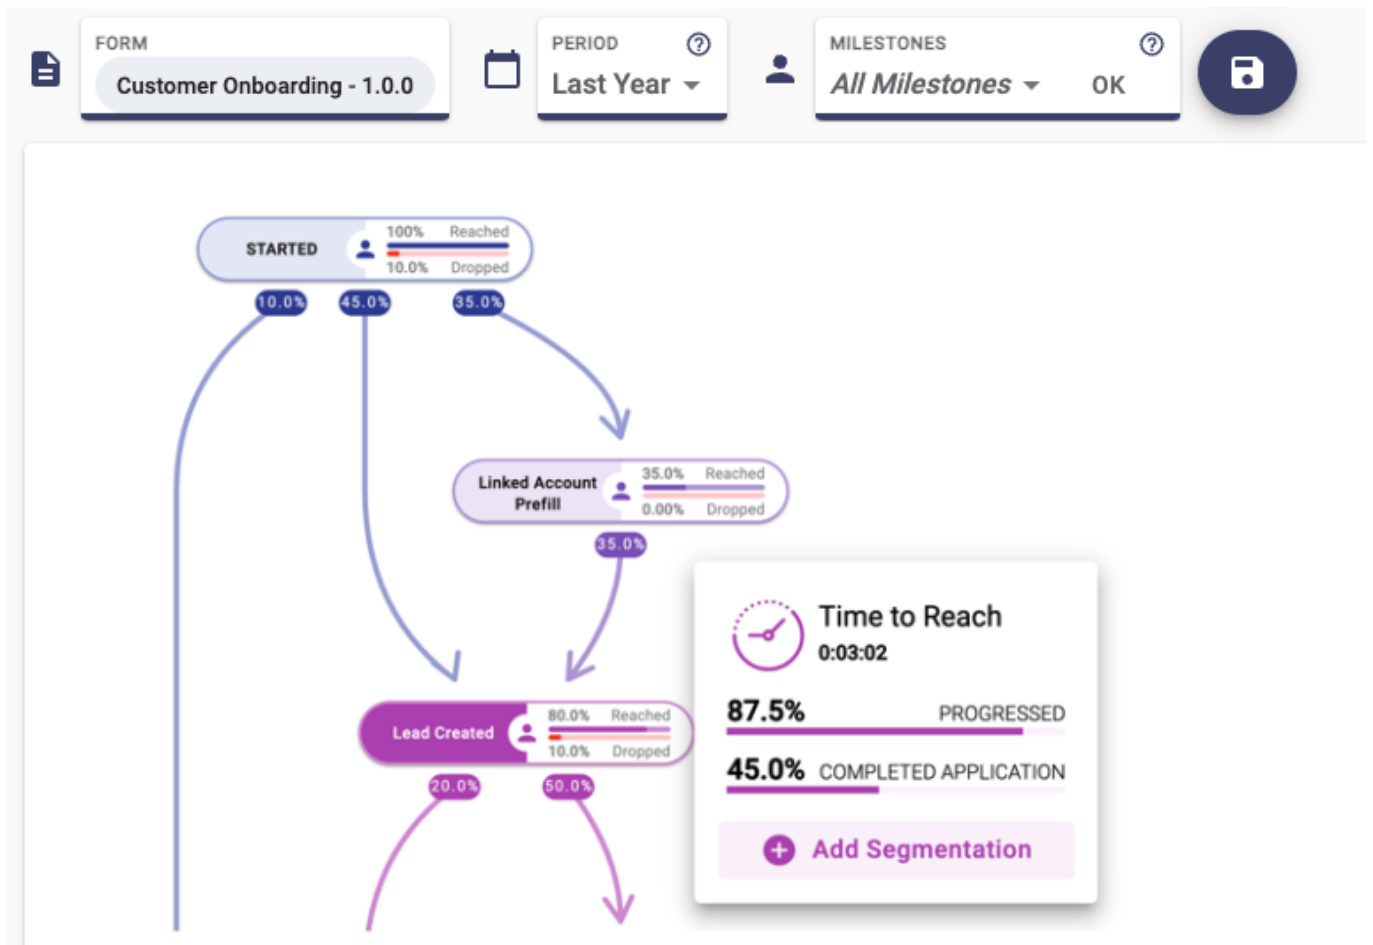 FORM
Customer Onboarding - 1.0.0
PERIOD
Last Year
MILESTONES
All Milestones
OK
STARTED
100% Reached
10.0% Dropped
10.0%
45.0%
35.0%
Linked Account
Prefill
35.0% Reached
0.00% Dropped
35.0%
Lead Created
80.0% Reached
10.0% Dropped
20.0%
50.0%
Time to Reach
0:03:02
87.5% PROGRESSED
45.0% COMPLETED APPLICATION
Add Segmentation